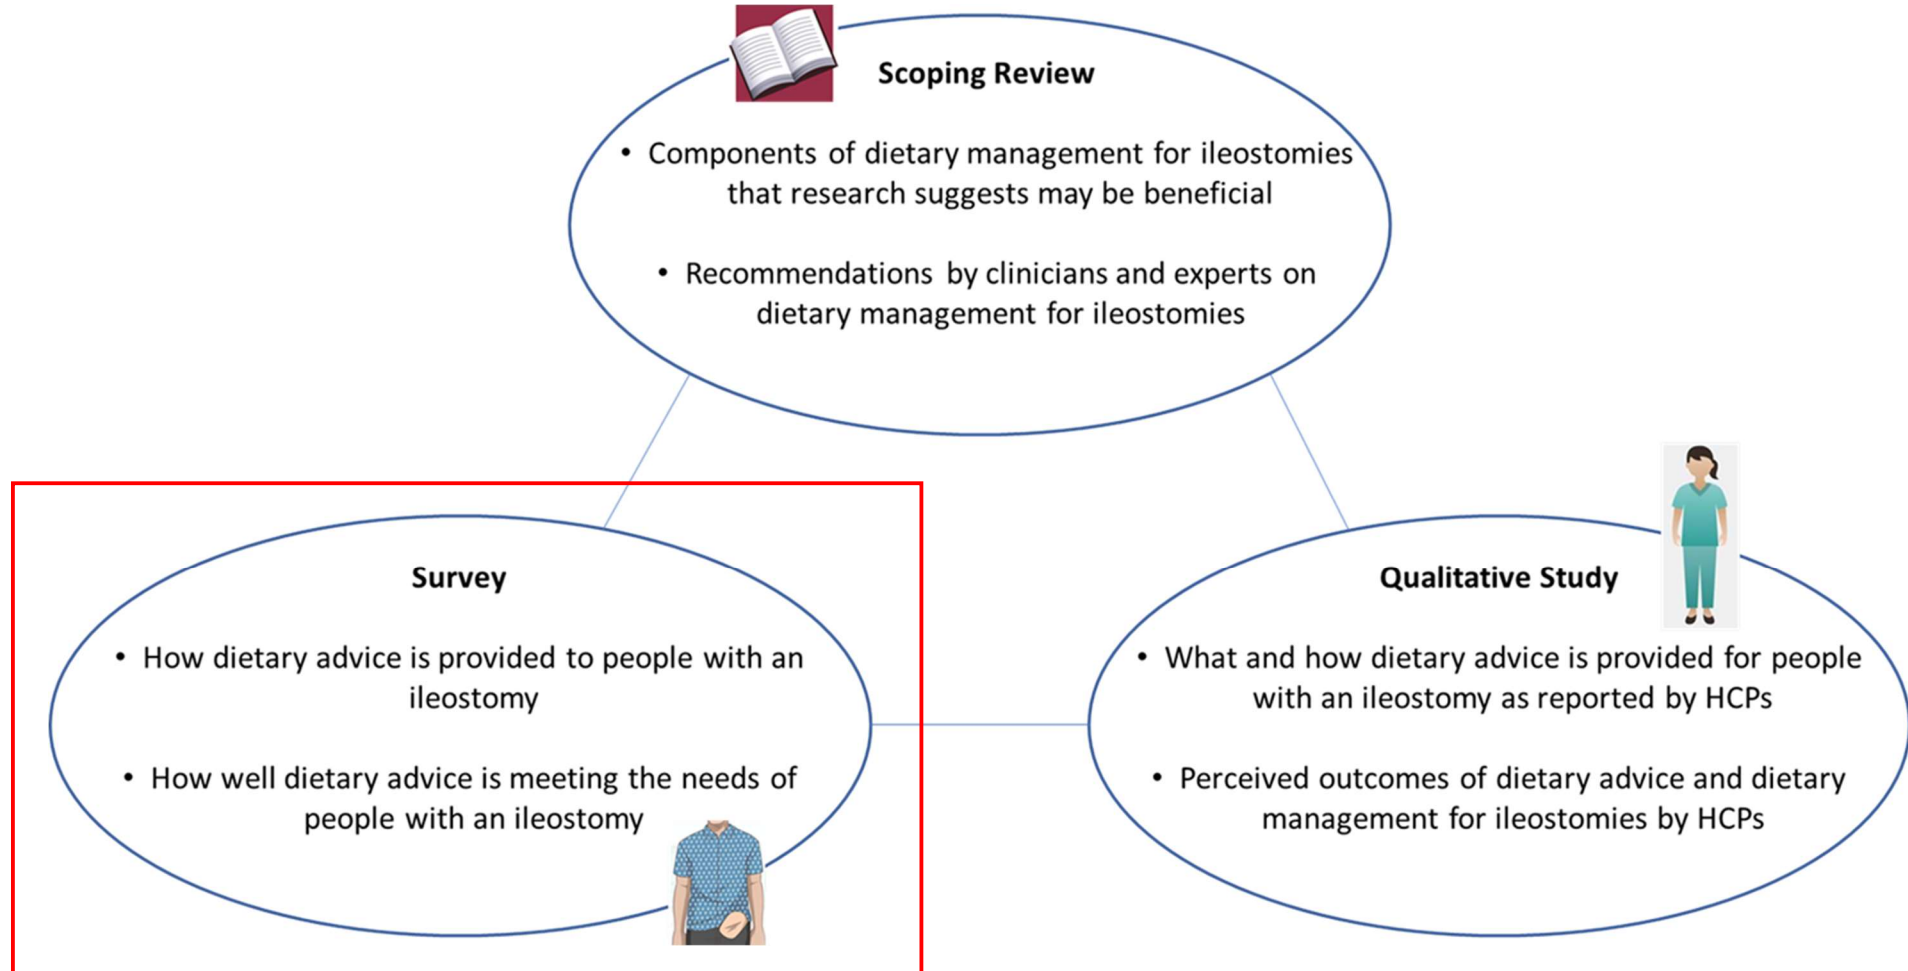 Scoping Review
• Components of dietary management for ileostomies
that research suggests may be beneficial
• Recommendations by clinicians and experts on
dietary management for ileostomies
Survey
• How dietary advice is provided to people with an
ileostomy
• How well dietary advice is meeting the needs of
people with an ileostomy
Qualitative Study
• What and how dietary advice is provided for people
with an ileostomy as reported by HCPs
• Perceived outcomes of dietary advice and dietary
management for ileostomies by HCPs